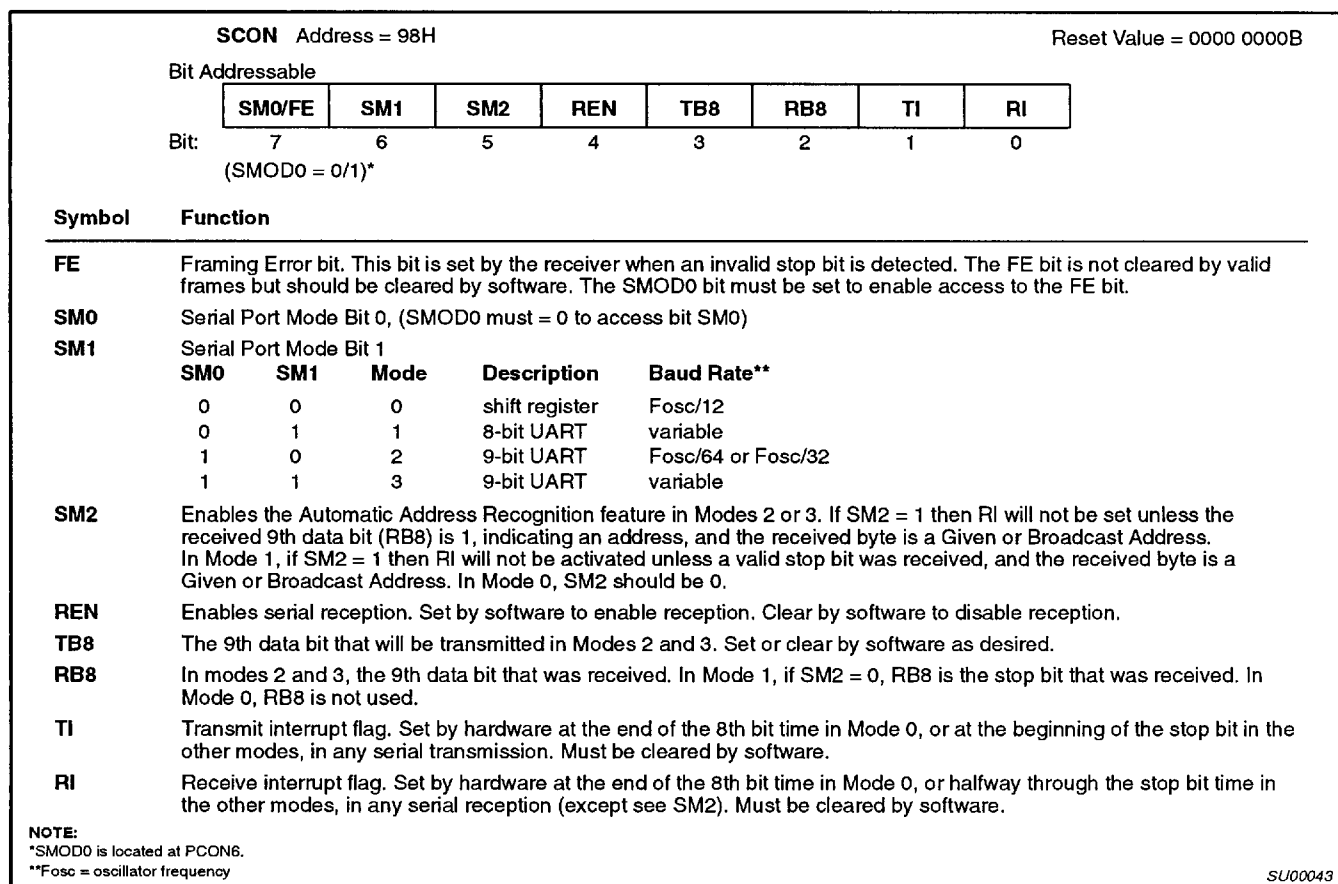 SCON Address = 98H Reset Value = 0000 0000B
Bit Addressable
SM0/FE SM1 SM2 REN TB8 RB8 TI RI
Bit: 7 6 5 4 3 2 1 0
(SMOD0 = 0/1)*
Symbol Function
FE Framing Error bit. This bit is set by the receiver when an invalid stop bit is detected. The FE bit is not cleared by valid
frames but should be cleared by software. The SMOD0 bit must be set to enable access to the FE bit.
SM0 Serial Port Mode Bit 0, (SMOD0 must = 0 to access bit SM0)
SM1 Serial Port Mode Bit 1
SM0 SM1 Mode Description Baud Rate**
0 0 0 shift register Fosc/12
0 1 1 8-bit UART variable
1 0 2 9-bit UART Fosc/64 or Fosc/32
1 1 3 9-bit UART variable
SM2 Enables the Automatic Address Recognition feature in Modes 2 or 3. If SM2 = 1 then RI will not be set unless the
received 9th data bit (RB8) is 1, indicating an address, and the received byte is a Given or Broadcast Address.
In Mode 1, if SM2 = 1 then RI will not be activated unless a valid stop bit was received, and the received byte is a
Given or Broadcast Address. In Mode 0, SM2 should be 0.
REN Enables serial reception. Set by software to enable reception. Clear by software to disable reception.
TB8 The 9th data bit that will be transmitted in Modes 2 and 3. Set or clear by software as desired.
RB8 In modes 2 and 3, the 9th data bit that was received. In Mode 1, if SM2 = 0, RB8 is the stop bit that was received. In
Mode 0, RB8 is not used.
TI Transmit interrupt flag. Set by hardware at the end of the 8th bit time in Mode 0, or at the beginning of the stop bit in the
other modes, in any serial transmission. Must be cleared by software.
RI Receive interrupt flag. Set by hardware at the end of the 8th bit time in Mode 0, or halfway through the stop bit time in
the other modes, in any serial reception (except see SM2). Must be cleared by software.
NOTE:
*SMOD0 is located at PCON6.
**Fosc = oscillator frequency
SU00043